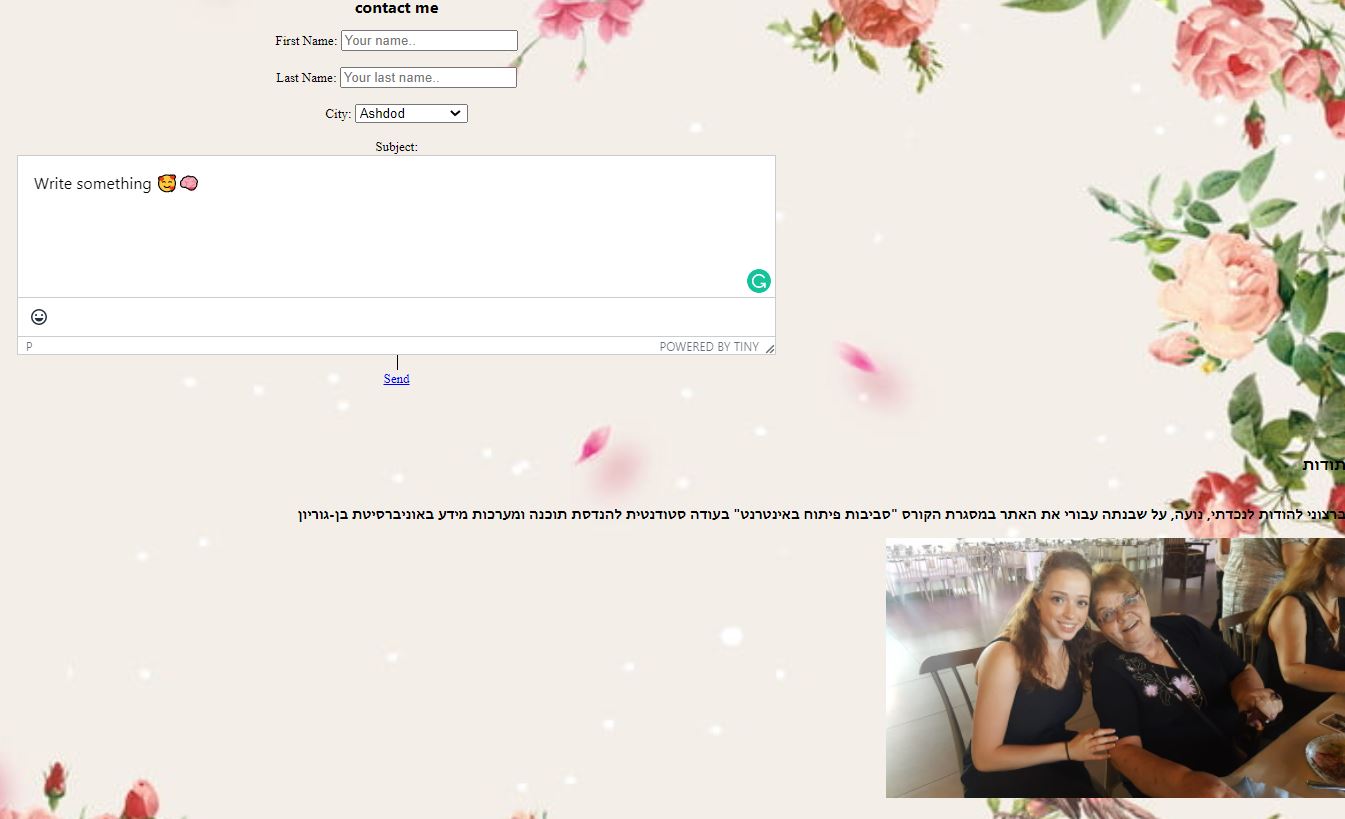 contact me
First Name: Your name..
Last Name: Your last name..
City: Ashdod
Subject:
Write something 🥰🧠
P POWERED BY TINY
Send
תודות
ברצוני להודות לנכדתי, נועה, על שבנתה עבורי את האתר במסגרת הקורס "סביבות פיתוח באינטרנט" בעודה סטודנטית להנדסת תוכנה ומערכות מידע באוניברסיטת בן-גוריון